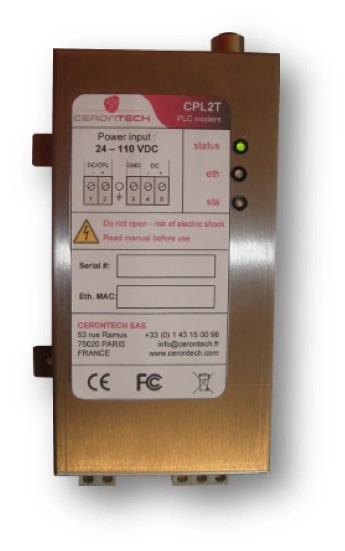 CERONTECH
CPL2T
PLC modem
Power input :
24 – 110 VDC
status
DC/CPL GND DC
- + - +
1 2 3 4 5
eth
sta
Do not open - risk of electric shock
Read manual before use
Serial #:
Eth. MAC:
CERONTECH SAS
53 rue Ramus +33 (0) 1 43 15 00 96
75020 PARIS info@cerontech.fr
FRANCE www.cerontech.com
CE FC